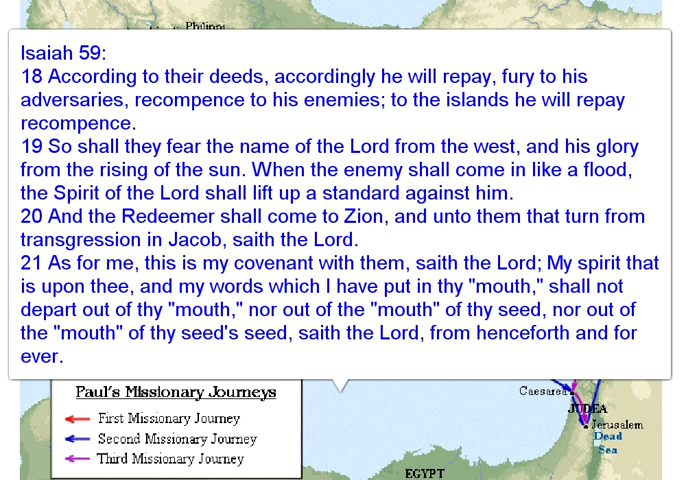 Philippi
Isaiah 59:
18 According to their deeds, accordingly he will repay, fury to his
adversaries, recompence to his enemies; to the islands he will repay
recompence.
19 So shall they fear the name of the Lord from the west, and his glory
from the rising of the sun. When the enemy shall come in like a flood,
the Spirit of the Lord shall lift up a standard against him.
20 And the Redeemer shall come to Zion, and unto them that turn from
transgression in Jacob, saith the Lord.
21 As for me, this is my covenant with them, saith the Lord; My spirit that
is upon thee, and my words which I have put in thy "mouth," shall not
depart out of thy "mouth," nor out of the "mouth" of thy seed, nor out of
the "mouth" of thy seed's seed, saith the Lord, from henceforth and for
ever.
Paul's Missionary Journeys
First Missionary Journey
Second Missionary Journey
Third Missionary Journey
Caesarea
JUDEA
Jerusalem
Dead
Sea
EGYPT